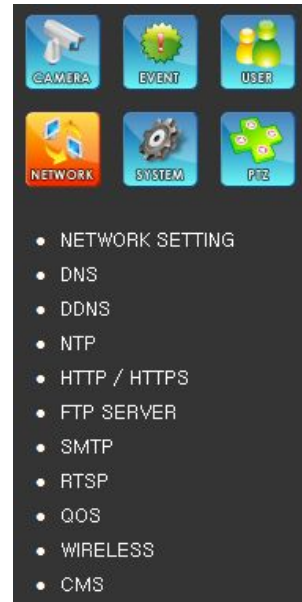 CAMERA EVENT USER
NETWORK SYSTEM PTZ
NETWORK SETTING
DNS
DDNS
NTP
HTTP / HTTPS
FTP SERVER
SMTP
RTSP
QOS
WIRELESS
CMS